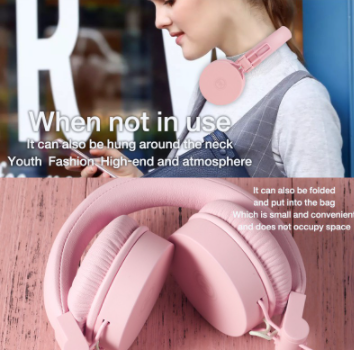 R V
When not in use
It can also be hung around the neck
Youth Fashion, High-end and atmosphere
It can also be folded
and put into the bag
Which is small and convenient
and does not occupy space